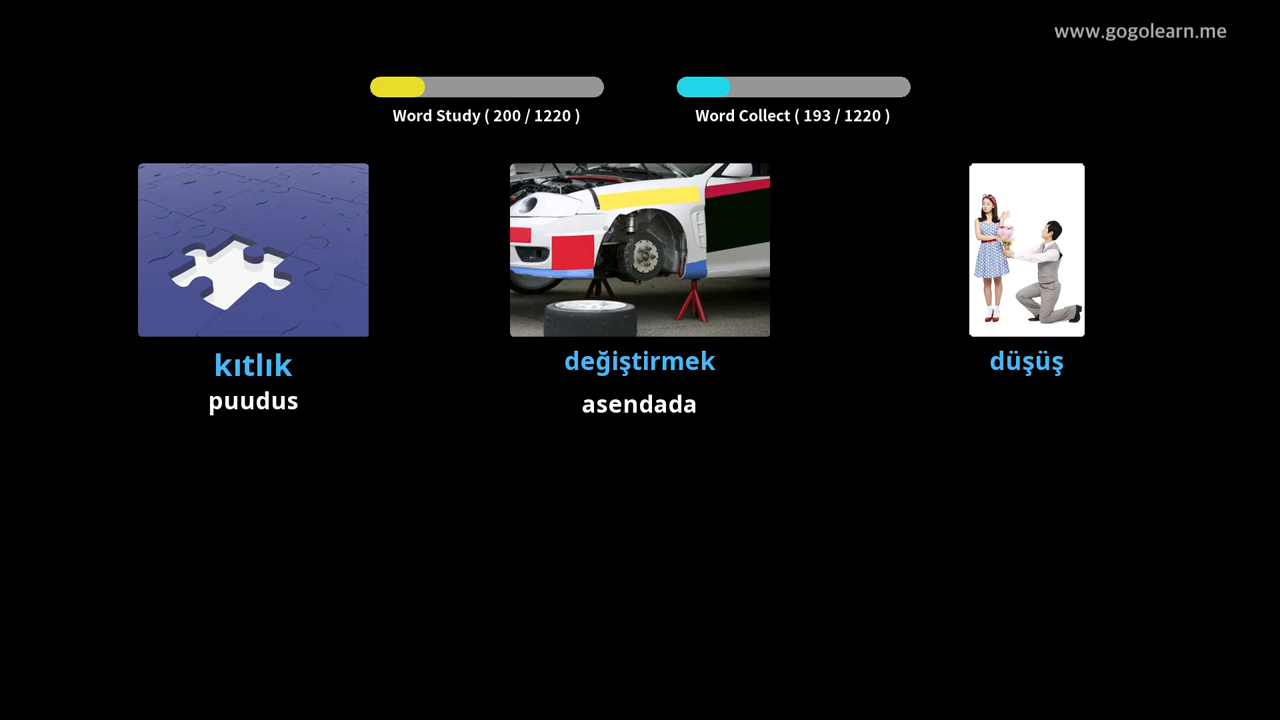 www.gogolearn.me
Word Study ( 200 / 1220 )
Word Collect ( 193 / 1220 )
kıtlık
puudus
değiştirmek
asendada
düşüş